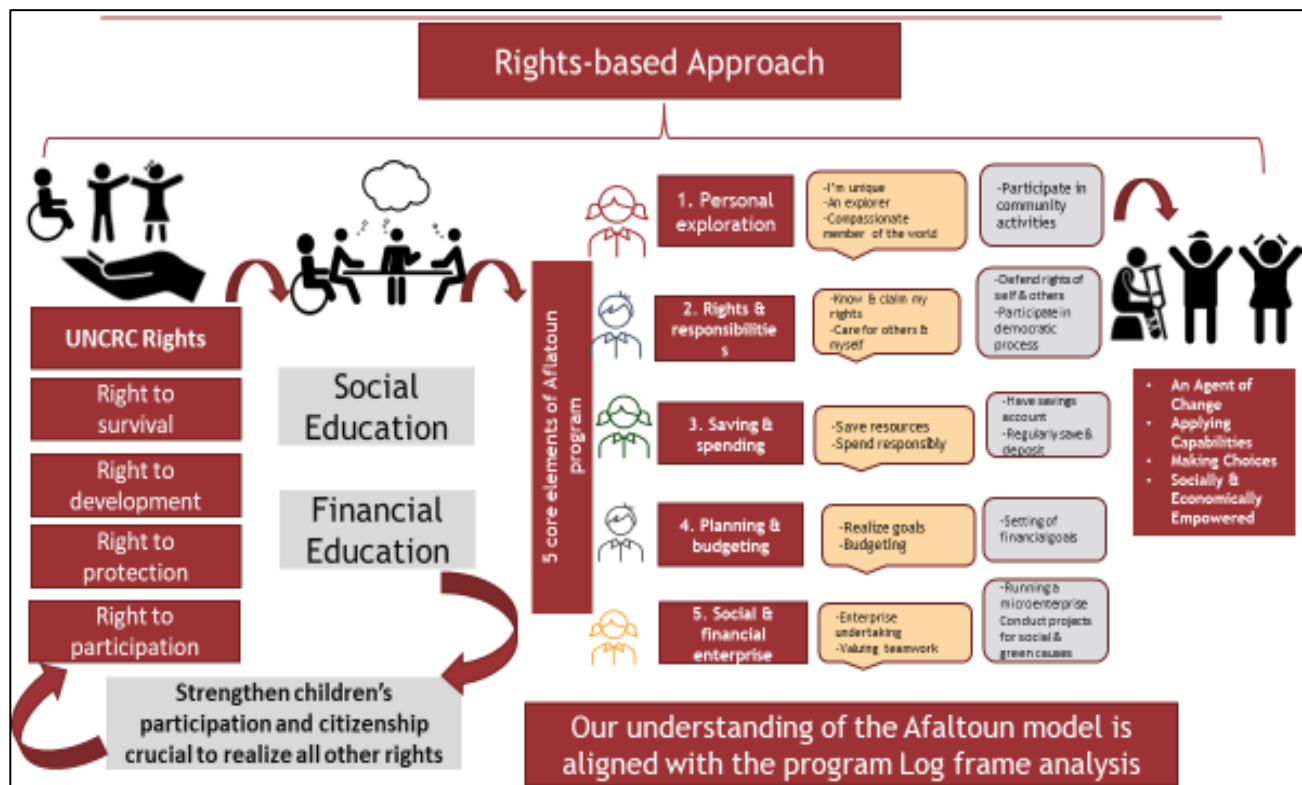 Rights-based Approach
UNCRC Rights
Right to
survival
Right to
development
Right to
protection
Right to
participation
Social
Education
Financial
Education
Strengthen children's
participation and citizenship
crucial to realize all other rights
5 core elements of Aflatoun
program
1. Personal
exploration
-I'm unique
-An explorer
-Compassionate
member of the world
-Participate in
community
activities
2. Rights &
responsibilitie
s
-Know & claim my
rights
-Care for others &
myself
-Defend rights of
self & others
-Participate in
democratic
process
3. Saving &
spending
-Save resources
-Spend responsibly
-Have savings
account
-Regularly save &
deposit
4. Planning &
budgeting
-Realize goals
-Budgeting
-Setting of
financial goals
5. Social &
financial
enterprise
-Enterprise
undertaking
-Valuing teamwork
-Running a
microenterprise
Conduct projects
for social &
green causes
• An Agent of
Change
• Applying
Capabilities
• Making Choices
• Socially &
Economically
Empowered
Our understanding of the Afaltoun model is
aligned with the program Log frame analysis